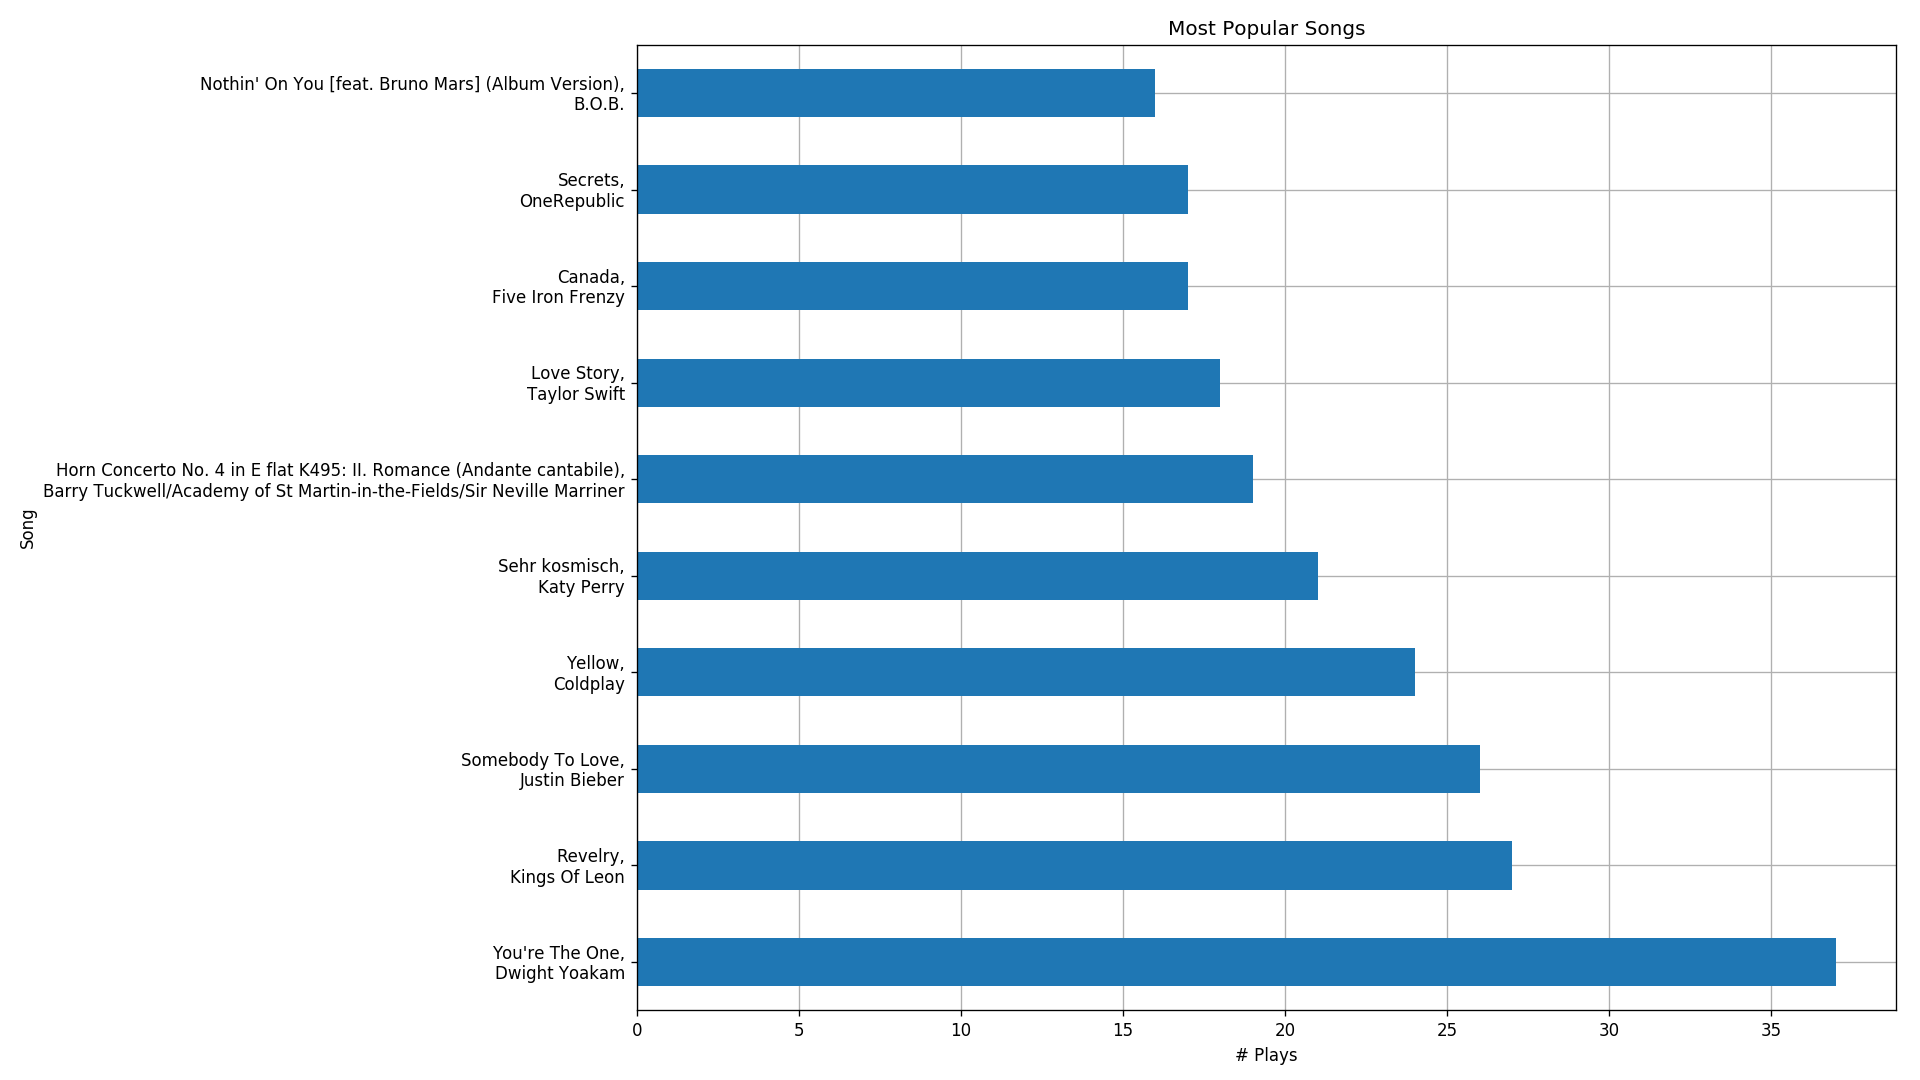 Most Popular Songs
Nothin' On You [feat. Bruno Mars] (Album Version),
B.O.B.
Secrets,
OneRepublic
Canada,
Five Iron Frenzy
Love Story,
Taylor Swift
Horn Concerto No. 4 in E flat K495: II. Romance (Andante cantabile),
Barry Tuckwell/Academy of St Martin-in-the-Fields/Sir Neville Marriner
Song
Sehr kosmisch,
Katy Perry
Yellow,
Coldplay
Somebody To Love,
Justin Bieber
Revelry,
Kings Of Leon
You're The One,
Dwight Yoakam
0 5 10 15 20 25 30 35
# Plays